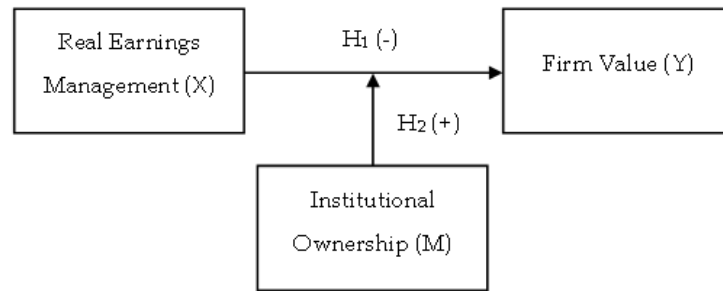 Real Earnings
Management (X)
H₁ (-)
Firm Value (Y)
H₂ (+)
Institutional
Ownership (M)